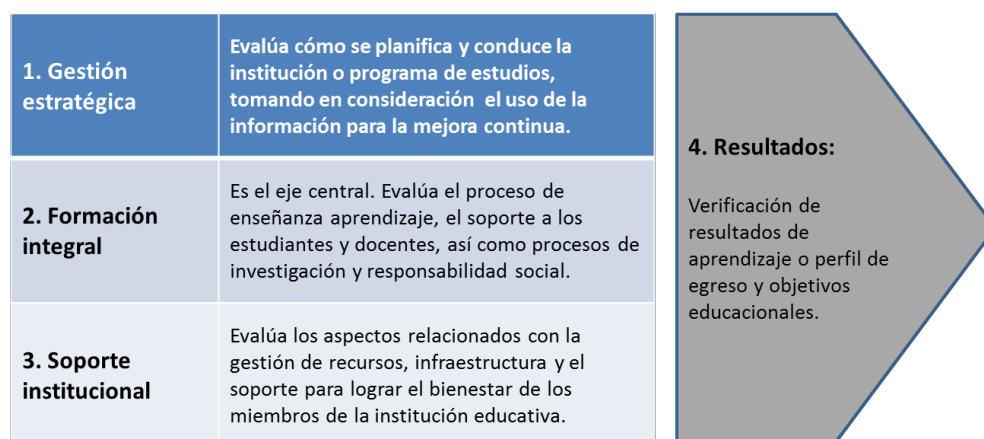 1. Gestión
estratégica
Evalúa cómo se planifica y conduce la
institución o programa de estudios,
tomando en consideración el uso de la
información para la mejora continua.
2. Formación
integral
Es el eje central. Evalúa el proceso de
enseñanza aprendizaje, el soporte a los
estudiantes y docentes, así como procesos de
investigación y responsabilidad social.
3. Soporte
institucional
Evalúa los aspectos relacionados con la
gestión de recursos, infraestructura y el
soporte para lograr el bienestar de los
miembros de la institución educativa.
4. Resultados:
Verificación de
resultados de
aprendizaje o perfil de
egreso y objetivos
educacionales.